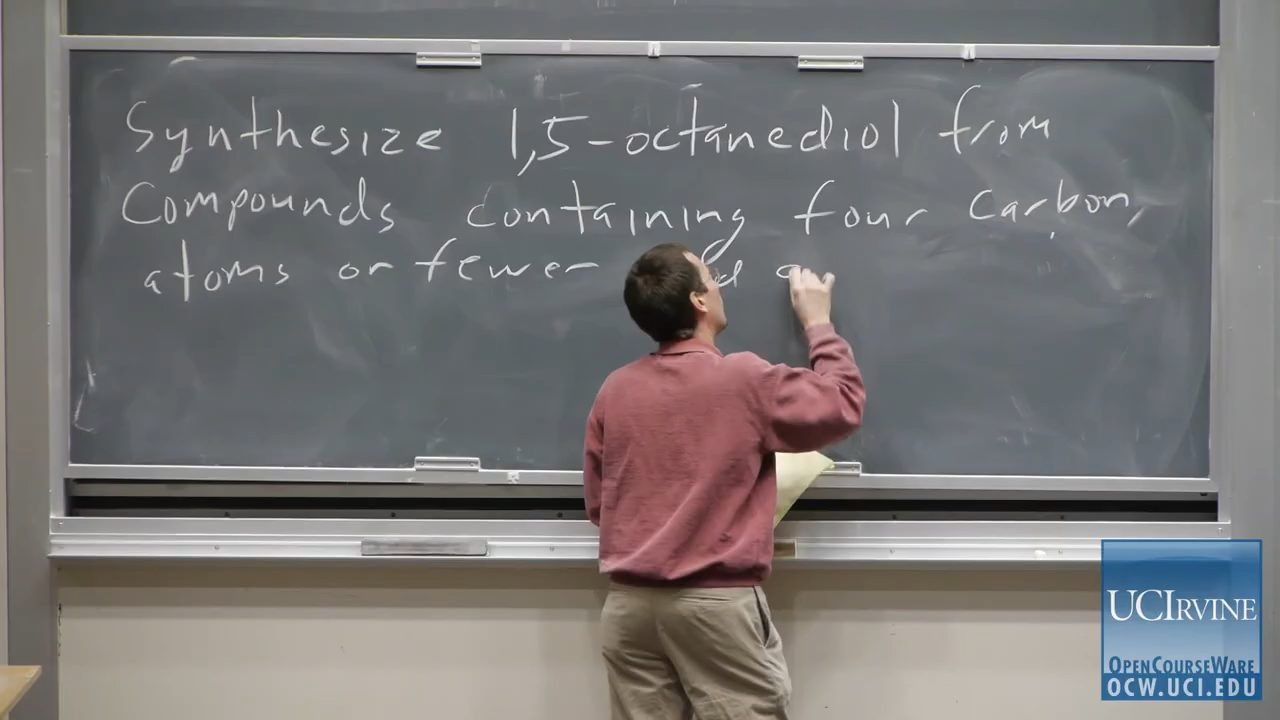 Synthesize 1,5-octanediol from
Compounds containing four carbon
atoms or fewer
UCIRVINE
OPENCOURSEWARE
OCW.UCI.EDU